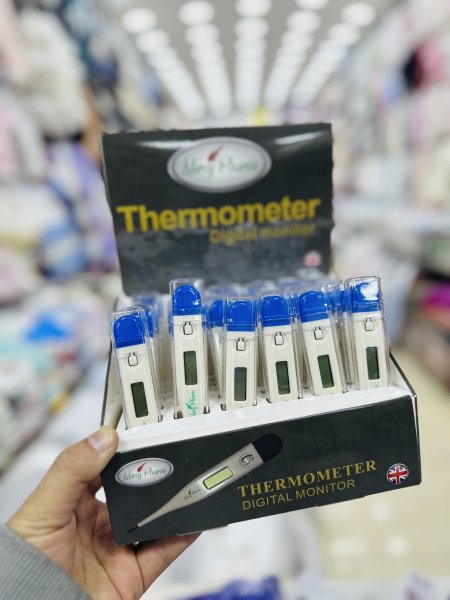 Thermometer
Digital monitor
THERMOMETER
DIGITAL MONITOR